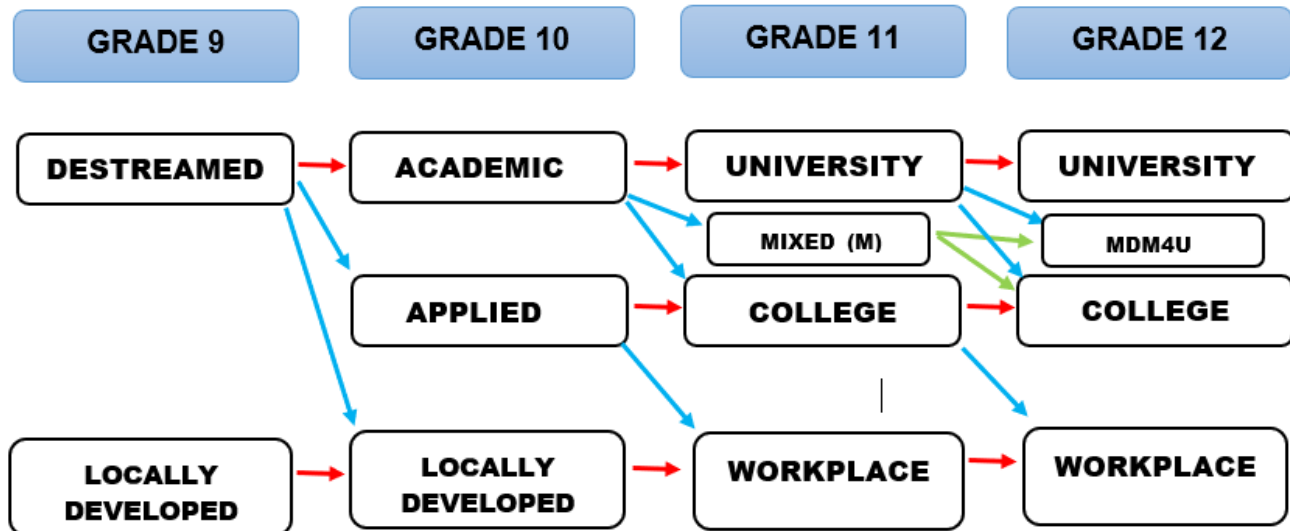 GRADE 9
GRADE 10
GRADE 11
GRADE 12
DESTREAMED
ACADEMIC
UNIVERSITY
UNIVERSITY
MIXED (M)
MDM4U
APPLIED
COLLEGE
COLLEGE
LOCALLY
DEVELOPED
LOCALLY
DEVELOPED
WORKPLACE
WORKPLACE